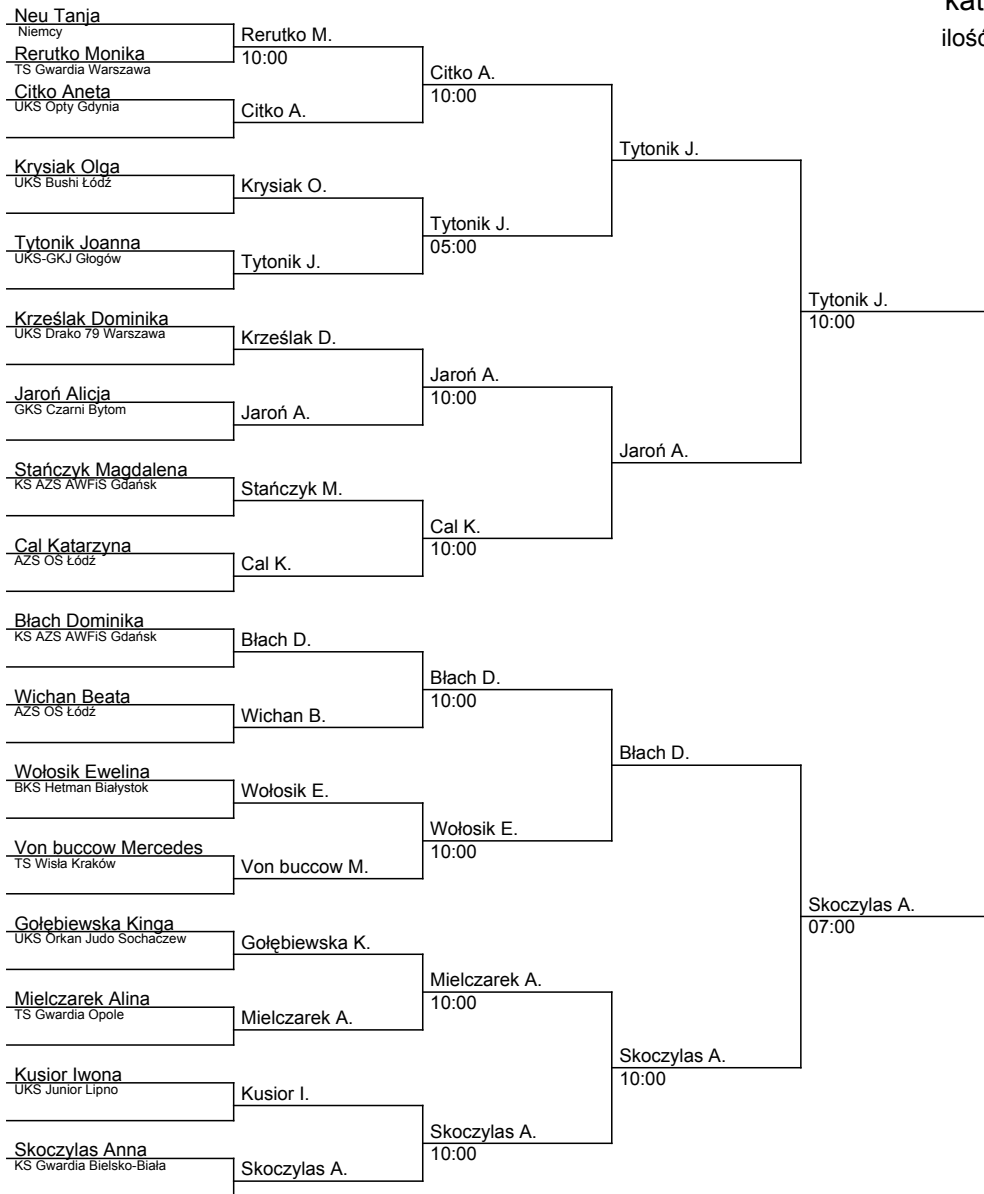 Neu Tanja
Niemcy
Rerutko Monika
TS Gwardia Warszawa
Citko Aneta
UKS Opty Gdynia
Krysiak Olga
UKS Bushi Łódź
Tytonik Joanna
UKS-GKJ Głogów
Krześlak Dominika
UKS Drako 79 Warszawa
Jaroń Alicja
GKS Czarni Bytom
Stańczyk Magdalena
KS AZS AWFiS Gdańsk
Cal Katarzyna
AZS OŚ Łódź
Błach Dominika
KS AZS AWFiS Gdańsk
Wichan Beata
AZS OŚ Łódź
Wołosik Ewelina
BKS Hetman Białystok
Von buccow Mercedes
TS Wisła Kraków
Gołębiewska Kinga
UKS Orkan Judo Sochaczew
Mielczarek Alina
TS Gwardia Opole
Kusior Iwona
UKS Junior Lipno
Skoczylas Anna
KS Gwardia Bielsko-Biała
Rerutko M.
10:00
Citko A.
Krysiak O.
Tytonik J.
Krześlak D.
Jaroń A.
Stańczyk M.
Cal K.
Błach D.
Wichan B.
Wołosik E.
Von buccow M.
Gołębiewska K.
Mielczarek A.
Kusior I.
Skoczylas A.
Citko A.
10:00
Tytonik J.
05:00
Jaroń A.
10:00
Cal K.
10:00
Błach D.
10:00
Wołosik E.
10:00
Mielczarek A.
10:00
Skoczylas A.
10:00
Tytonik J.
Jaroń A.
Błach D.
Skoczylas A.
10:00
Tytonik J.
10:00
Skoczylas A.
07:00
kat
ilość